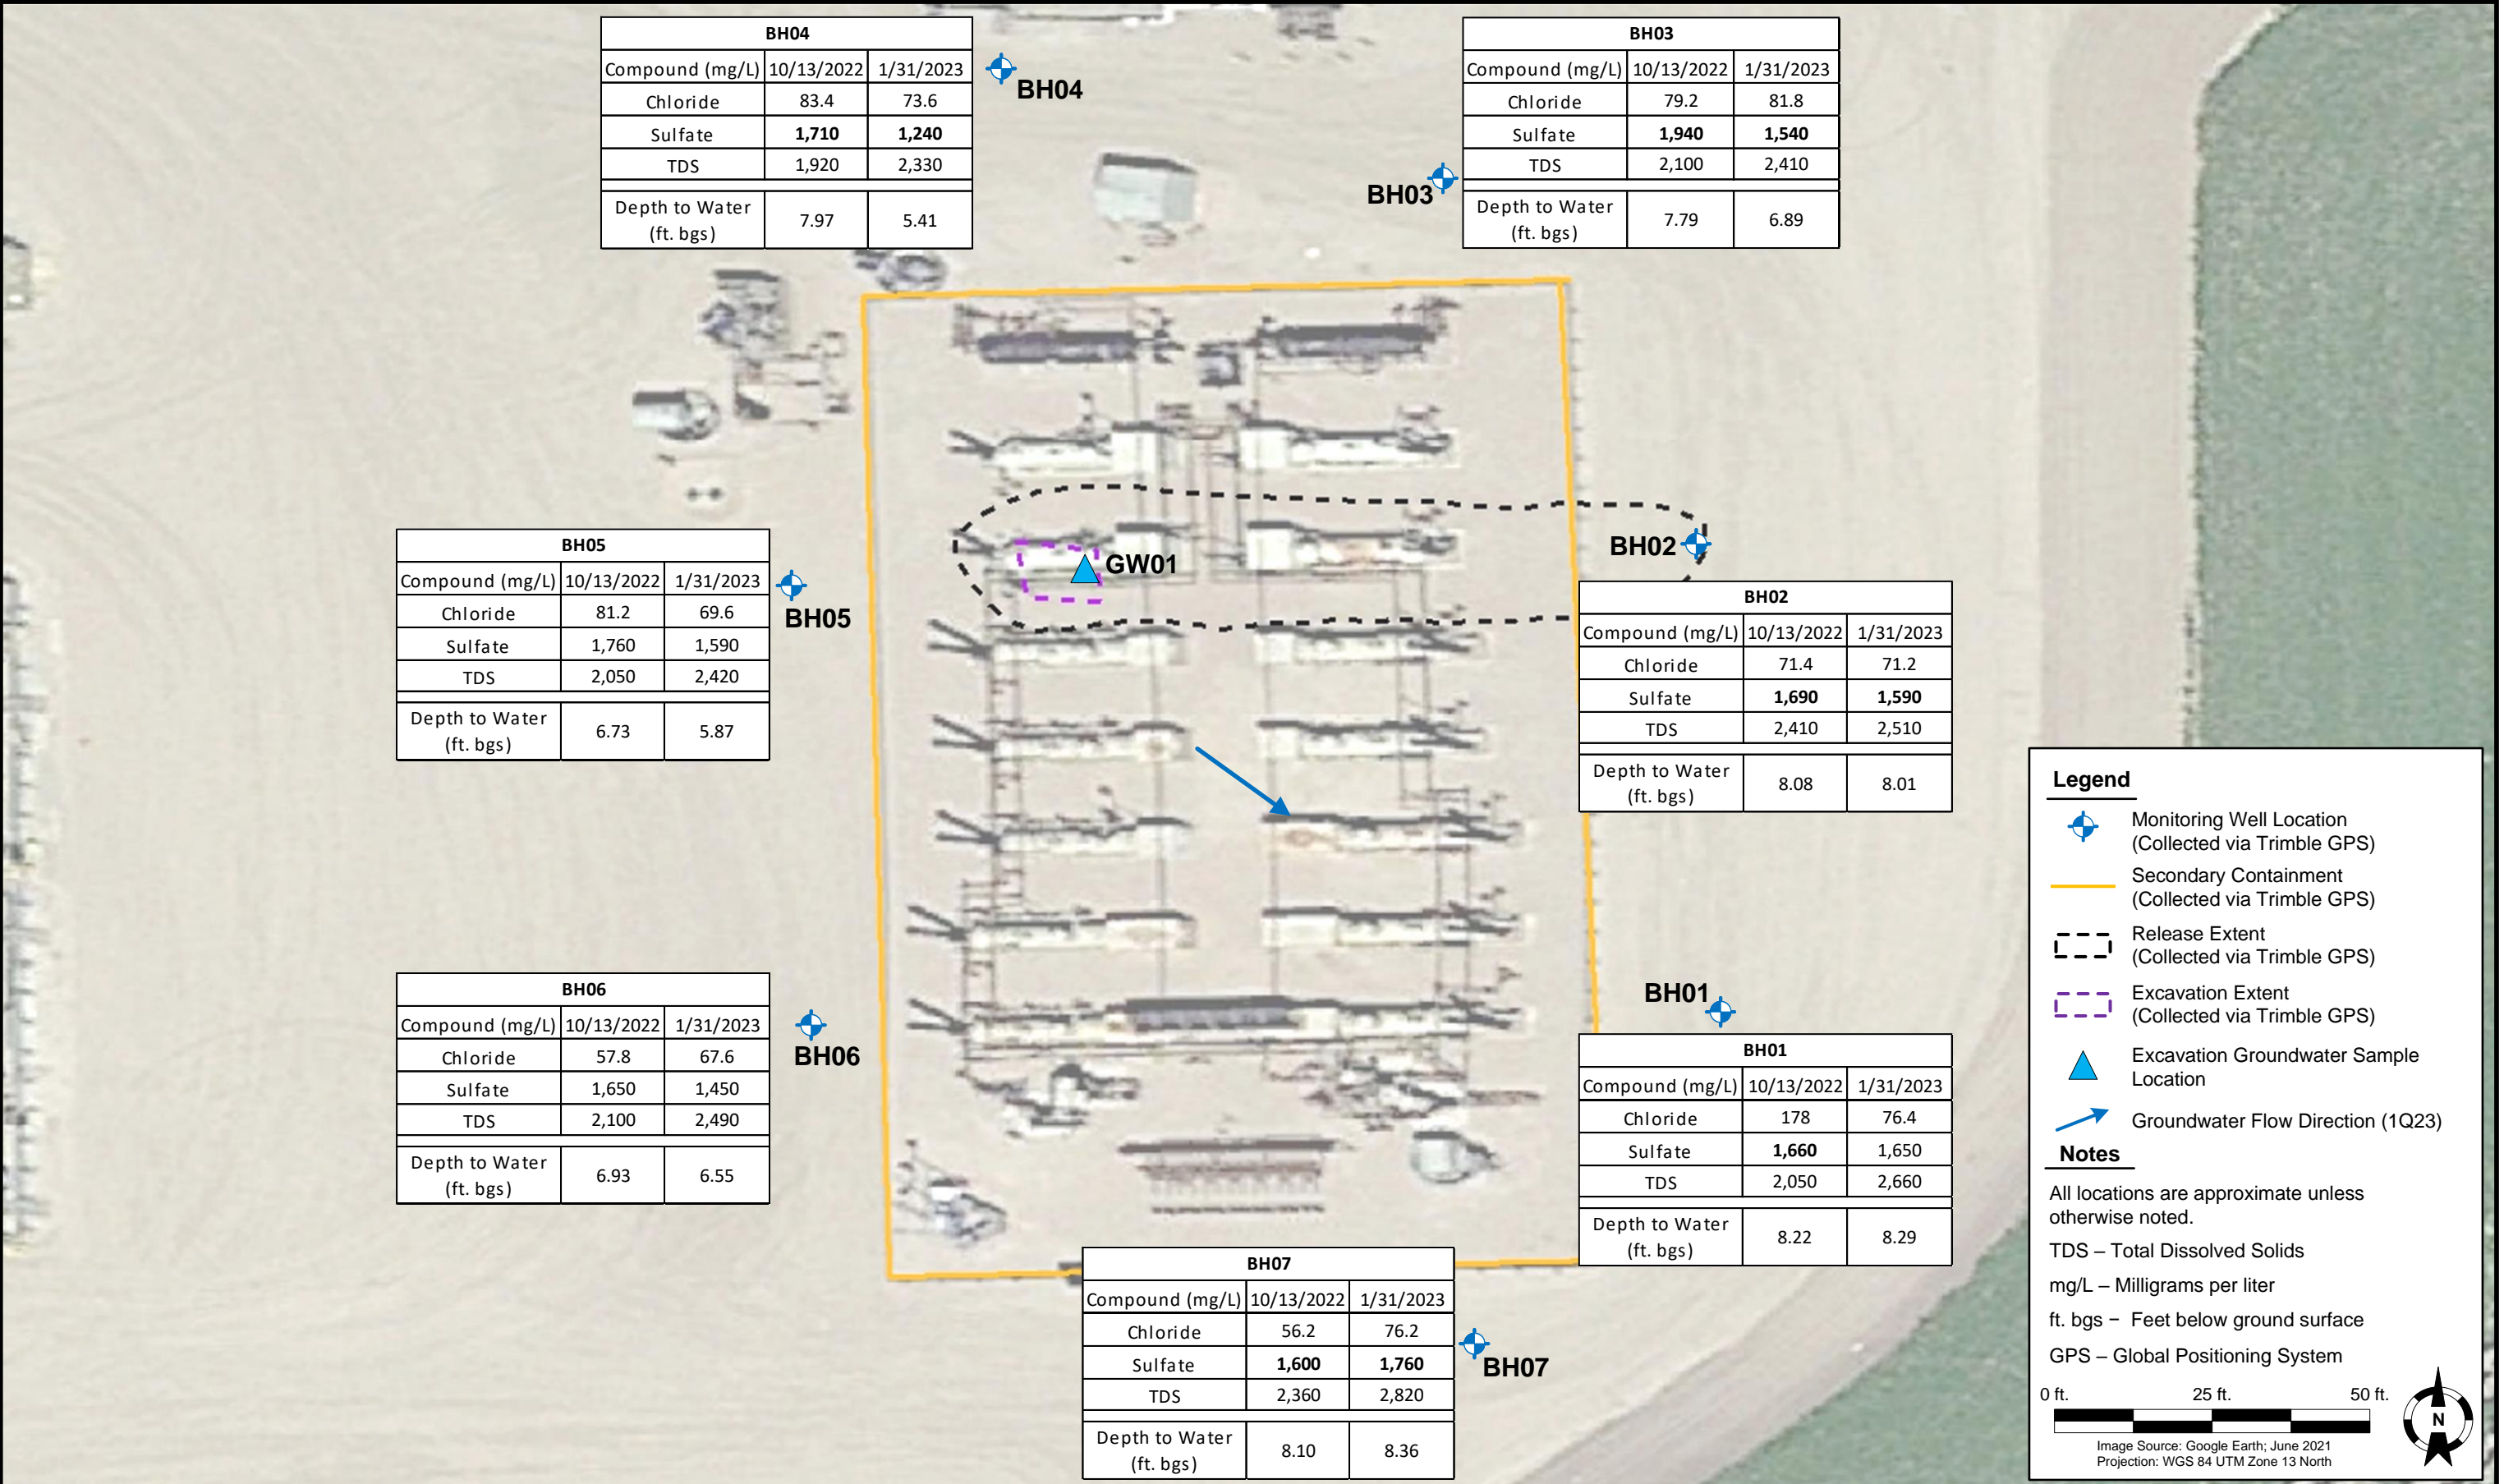 BH04
Compound (mg/L) 10/13/2022 1/31/2023
Chloride 83.4 73.6
Sulfate 1,710 1,240
TDS 1,920 2,330
Depth to Water
(ft. bgs) 7.97 5.41
BH04
BH03
Compound (mg/L) 10/13/2022 1/31/2023
Chloride 79.2 81.8
Sulfate 1,940 1,540
TDS 2,100 2,410
Depth to Water
(ft. bgs) 7.79 6.89
BH03
BH05
Compound (mg/L) 10/13/2022 1/31/2023
Chloride 81.2 69.6
Sulfate 1,760 1,590
TDS 2,050 2,420
Depth to Water
(ft. bgs) 6.73 5.87
BH05
GW01
BH02
BH02
Compound (mg/L) 10/13/2022 1/31/2023
Chloride 71.4 71.2
Sulfate 1,690 1,590
TDS 2,410 2,510
Depth to Water
(ft. bgs) 8.08 8.01
BH06
Compound (mg/L) 10/13/2022 1/31/2023
Chloride 57.8 67.6
Sulfate 1,650 1,450
TDS 2,100 2,490
Depth to Water
(ft. bgs) 6.93 6.55
BH06
BH01
BH01
Compound (mg/L) 10/13/2022 1/31/2023
Chloride 178 76.4
Sulfate 1,660 1,650
TDS 2,050 2,660
Depth to Water
(ft. bgs) 8.22 8.29
BH07
Compound (mg/L) 10/13/2022 1/31/2023
Chloride 56.2 76.2
Sulfate 1,600 1,760
TDS 2,360 2,820
Depth to Water
(ft. bgs) 8.10 8.36
BH07
Legend
Monitoring Well Location
(Collected via Trimble GPS)
Secondary Containment
(Collected via Trimble GPS)
Release Extent
(Collected via Trimble GPS)
Excavation Extent
(Collected via Trimble GPS)
Excavation Groundwater Sample
Location
Groundwater Flow Direction (1Q23)
Notes
All locations are approximate unless
otherwise noted.
TDS – Total Dissolved Solids
mg/L – Milligrams per liter
ft. bgs − Feet below ground surface
GPS – Global Positioning System
0 ft. 25 ft. 50 ft.
N
Image Source: Google Earth; June 2021
Projection: WGS 84 UTM Zone 13 North